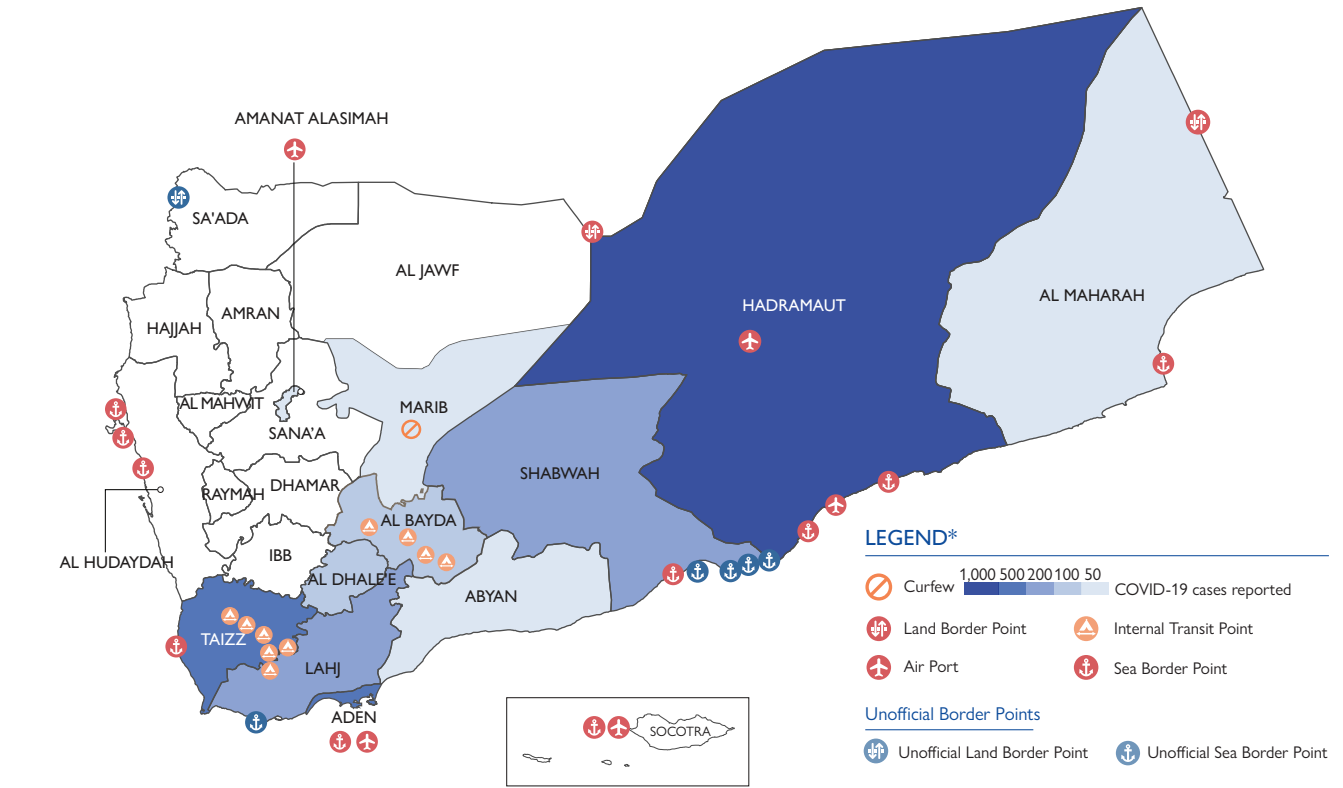 AMANAT ALASIMAH
SA'ADA
AL JAWF
HADRAMAUT
AL MAHARAH
AMRAN
HAJJAH
AL MAHWIT
MARIB
SANA'A
SHABWAH
RAYMAH
DHAMAR
AL BAYDA
IBB
AL HUDAYDAH
AL DHALE'E
ABYAN
TAIZZ
LAHJ
ADEN
SOCOTRA
LEGEND*
1,000 500 200 100 50
Curfew
COVID-19 cases reported
Land Border Point
Internal Transit Point
Air Port
Sea Border Point
Unofficial Border Points
Unofficial Land Border Point
Unofficial Sea Border Point